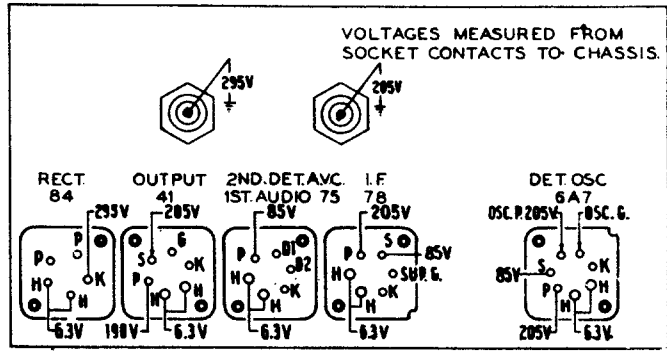 VOLTAGES MEASURED FROM
SOCKET CONTACTS TO CHASSIS.
295V
205V
RECT. OUTPUT 2ND.DET.A.V.C. I.F. DET.OSC
84 41 1ST.AUDIO 75 78 6A7
295V 205V 85V 205V OSC.P.205V OSC.G.
P P G S P D1 D2 P S 85V S K
H K K H K H SUP.G. 85V P H
H P H H H K H
6.3V 190V 6.3V 6.3V 6.3V 205V 6.3V